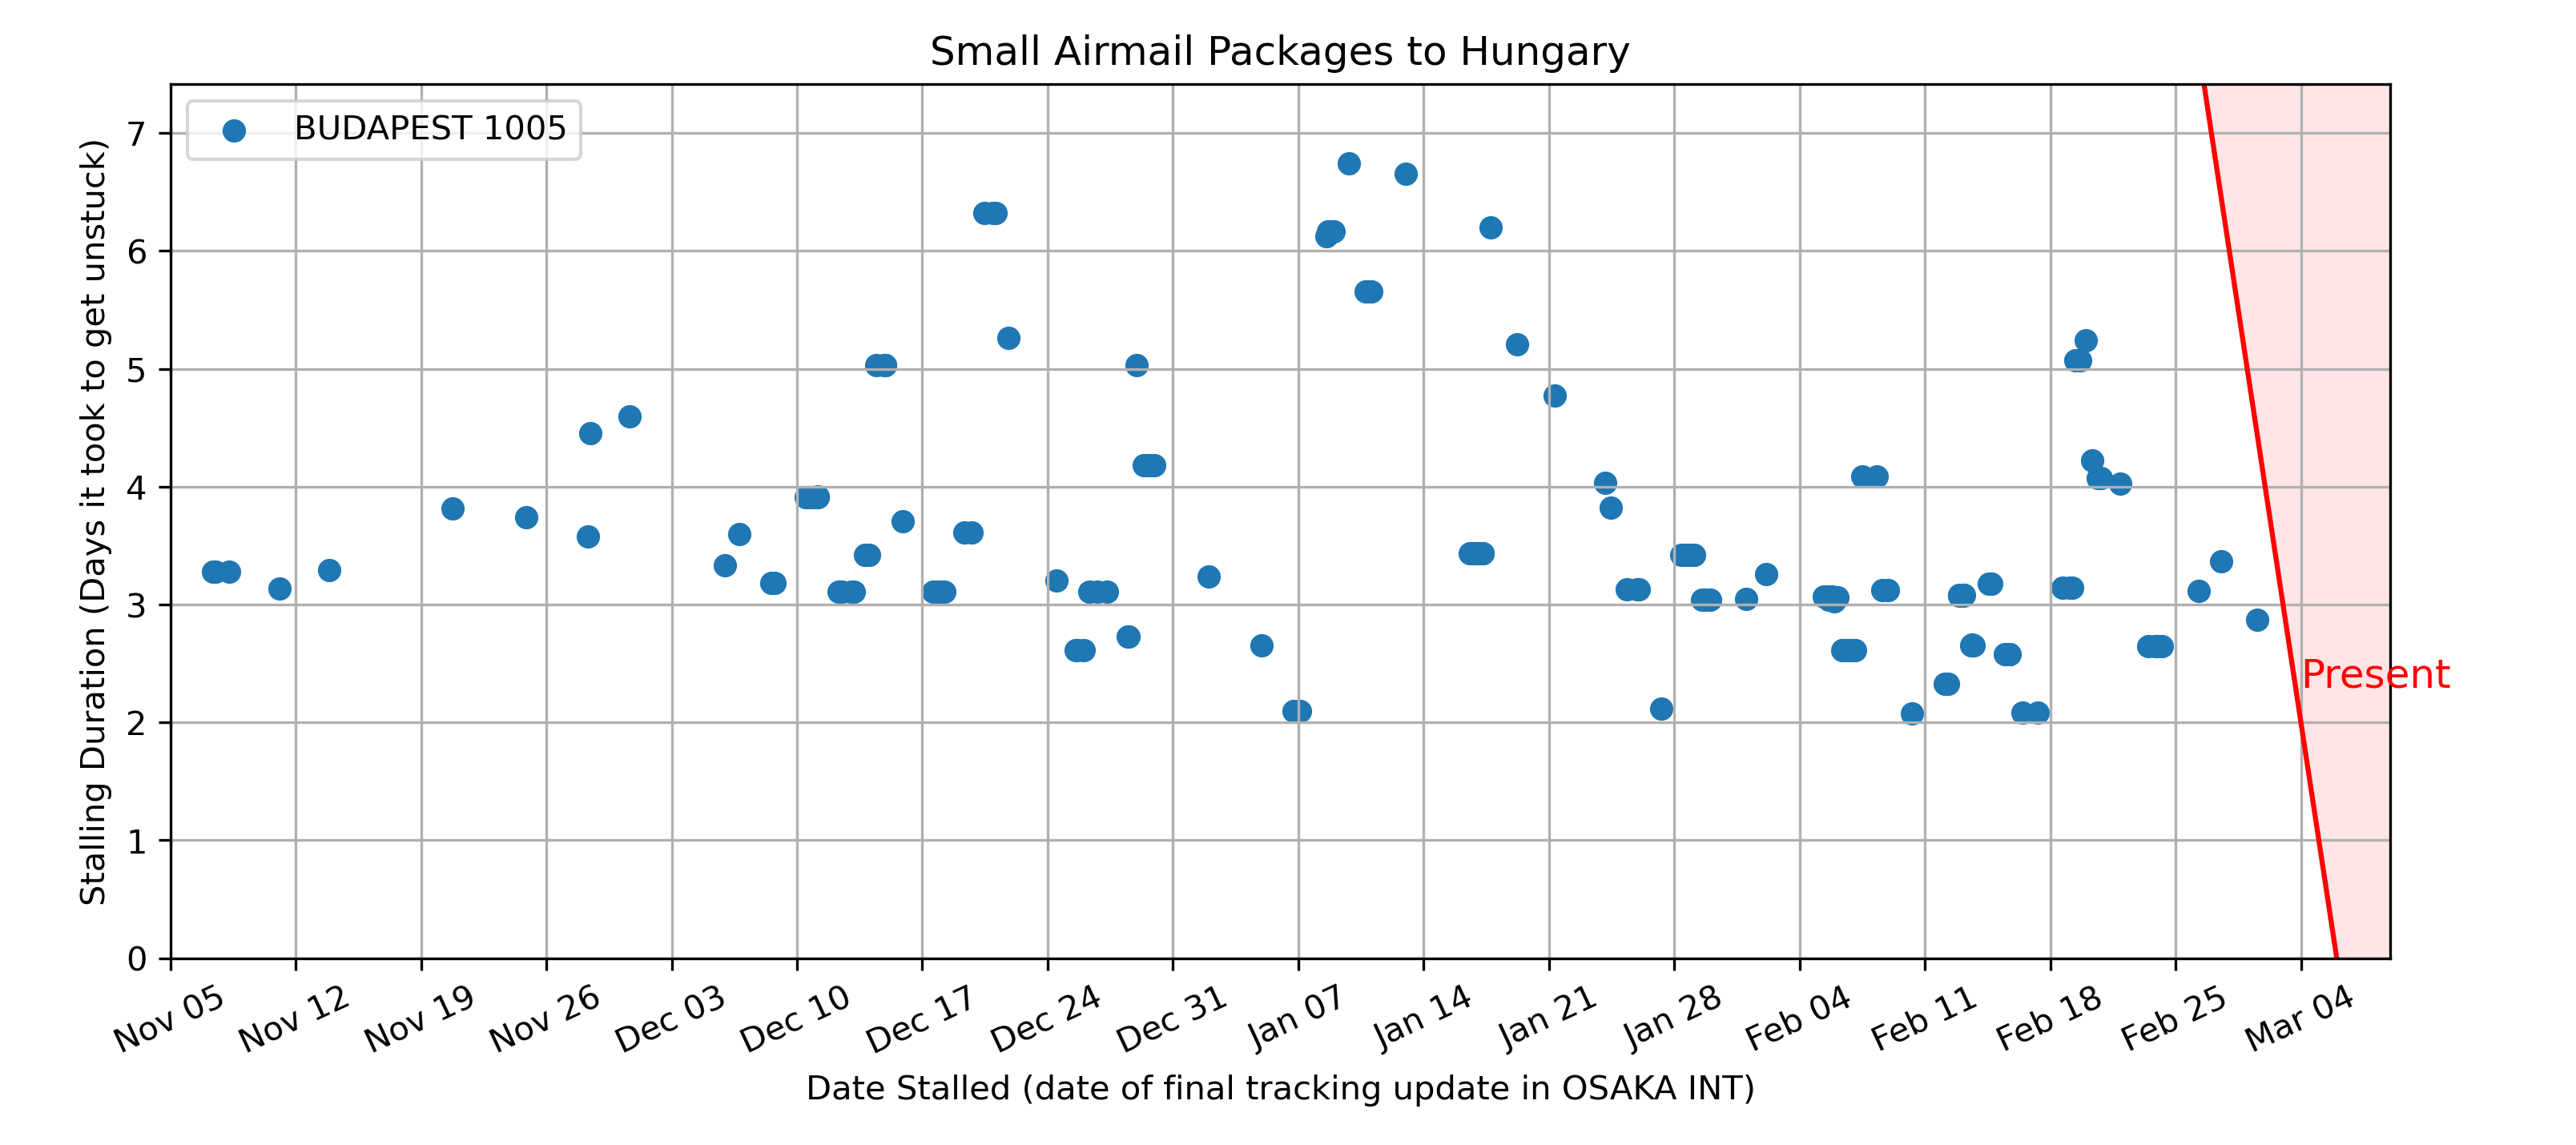 Small Airmail Packages to Hungary
BUDAPEST 1005
Stalling Duration (Days it took to get unstuck)
7
6
5
4
3
2
1
0
Present
Nov 05
Nov 12
Nov 19
Nov 26
Dec 03
Dec 10
Dec 17
Dec 24
Dec 31
Jan 07
Jan 14
Jan 21
Jan 28
Feb 04
Feb 11
Feb 18
Feb 25
Mar 04
Date Stalled (date of final tracking update in OSAKA INT)